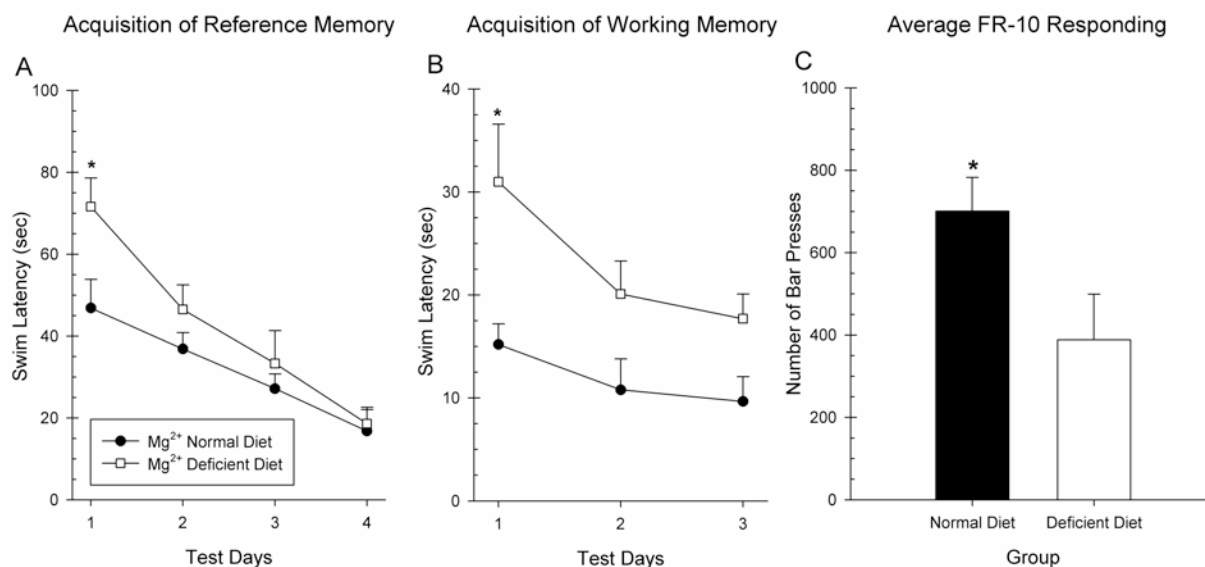 Acquisition of Reference Memory
A
Swim Latency (sec)
100
80
60
40
20
0
*
Mg²⁺ Normal Diet
Mg²⁺ Deficient Diet
1 2 3 4
Test Days
Acquisition of Working Memory
B
Swim Latency (sec)
40
30
20
10
0
*
1 2 3
Test Days
Average FR-10 Responding
C
Number of Bar Presses
1000
800
600
400
200
0
*
Normal Diet Deficient Diet
Group